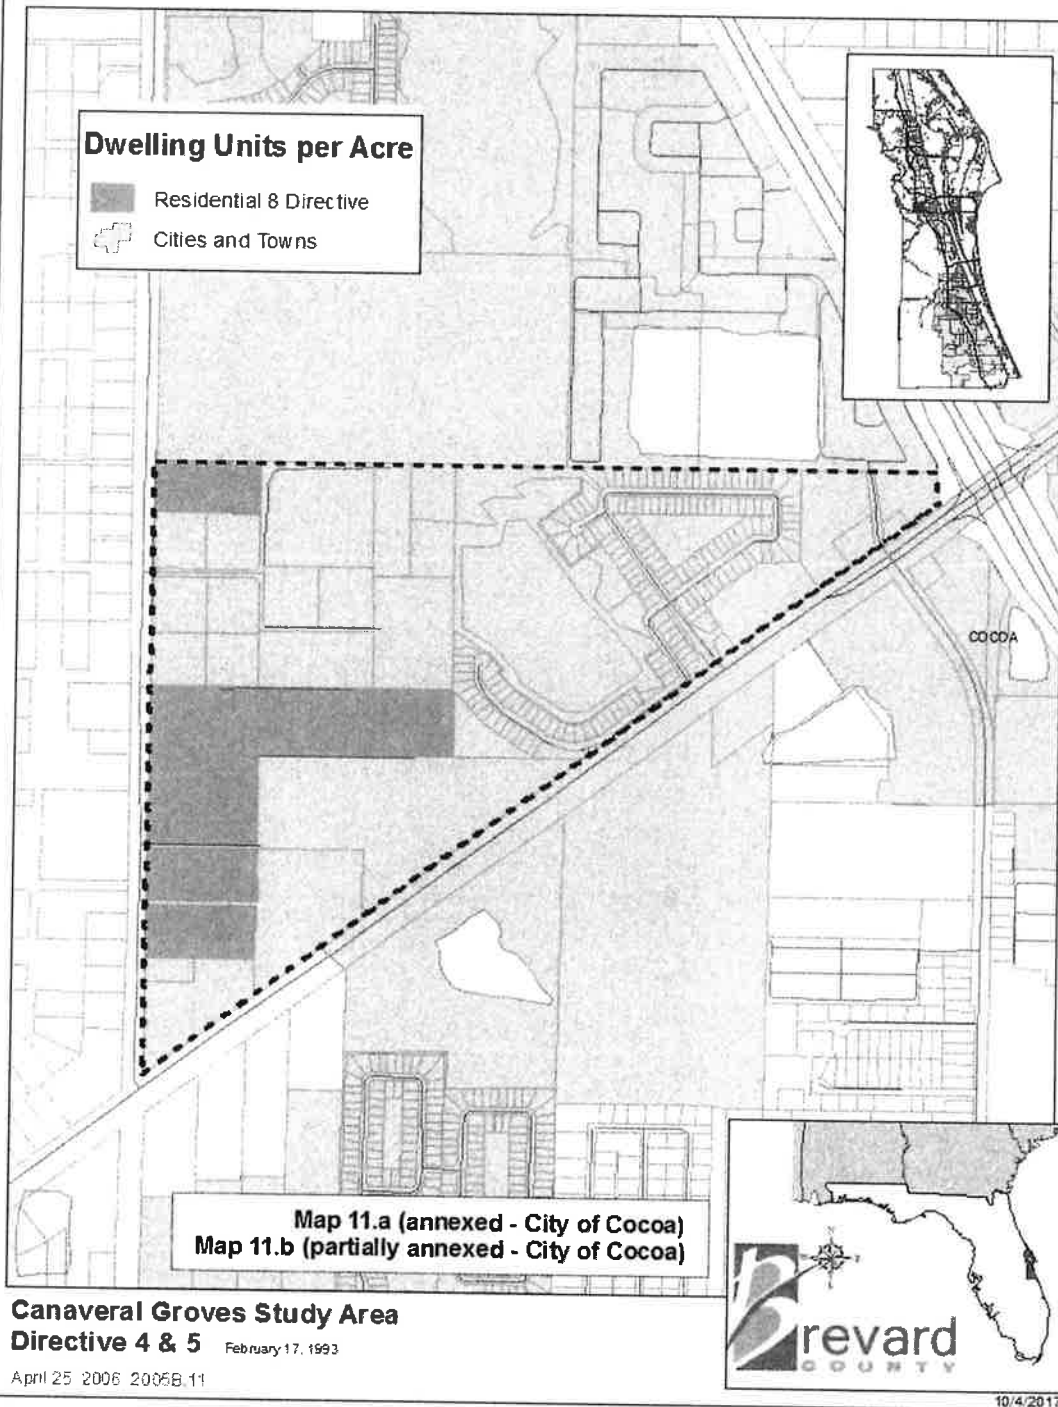 Dwelling Units per Acre
Residential 8 Directive
Cities and Towns
COCOA
Map 11.a (annexed - City of Cocoa)
Map 11.b (partially annexed - City of Cocoa)
N
Brevard
COUNTY
Canaveral Groves Study Area
Directive 4 & 5 February 17, 1993
April 25 2006 2005B.11
10/4/2017